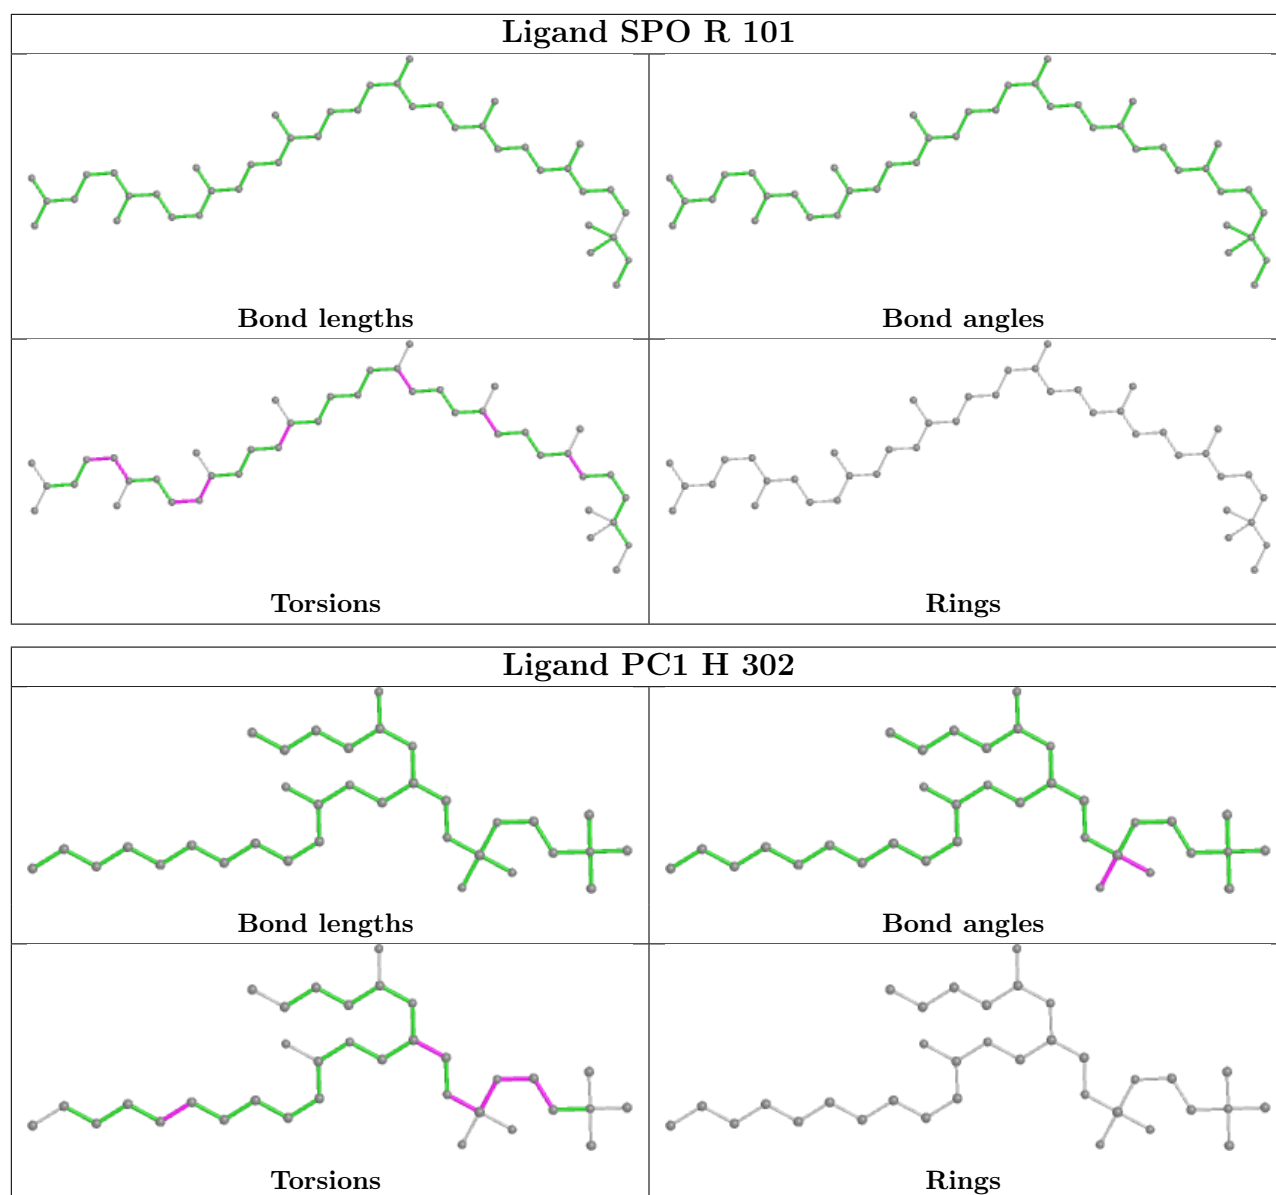 Ligand SPO R 101
Bond lengths
Bond angles
Torsions
Rings
Ligand PC1 H 302
Bond lengths
Bond angles
Torsions
Rings